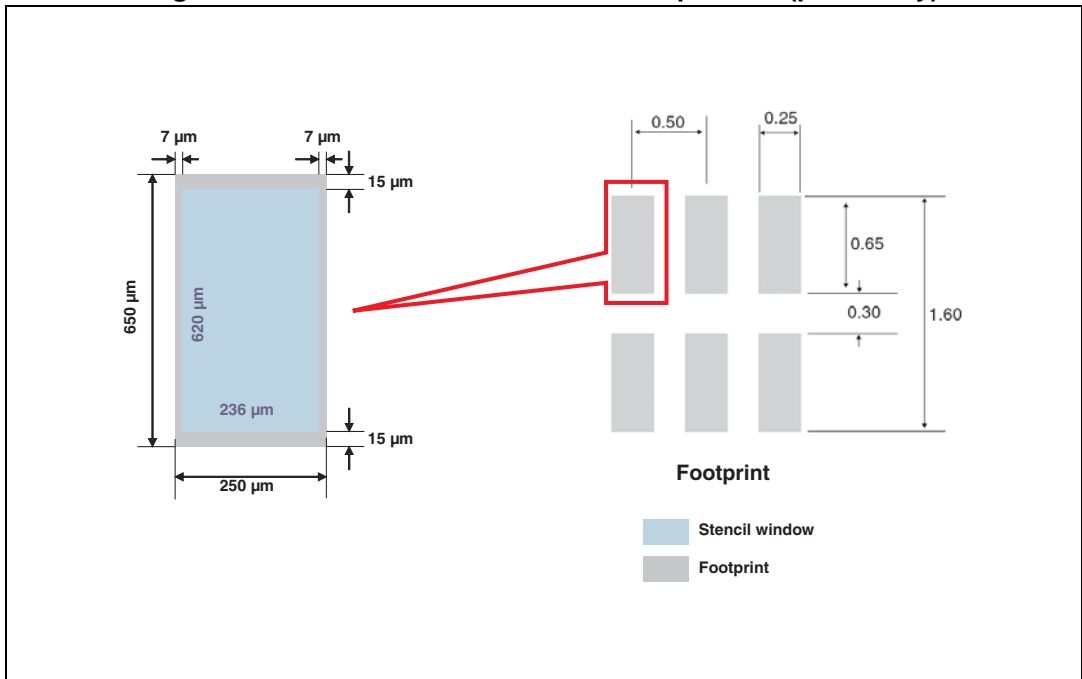 7 µm
7 µm
15 µm
650 µm
620 µm
236 µm
15 µm
250 µm
0.50
0.25
0.65
0.30
1.60
Footprint
Stencil window
Footprint